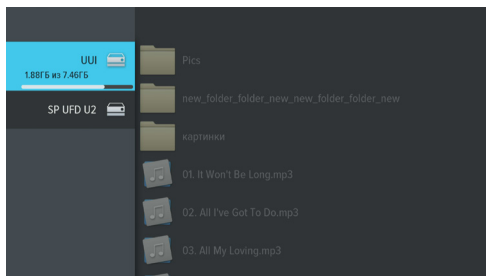 UUI
1.88ГБ из 7.46ГБ
SP UFD U2
Pics
new_folder_folder_new_new_folder_folder_new
картинки
01. It Won't Be Long.mp3
02. All I've Got To Do.mp3
03. All My Loving.mp3